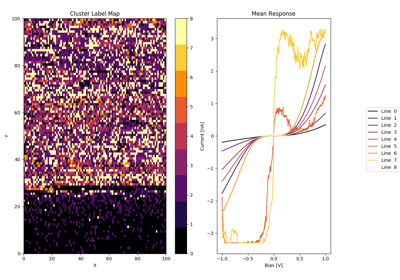 Cluster Label Map
100
80
60
40
20
0
0
20
40
60
80
100
X
y
8
7
6
5
4
3
2
1
0
Mean Response
3
2
1
0
−1
−2
−3
Current [nA]
−1.0
−0.5
0.0
0.5
1.0
Bias [V]
Line 0
Line 1
Line 2
Line 3
Line 4
Line 5
Line 6
Line 7
Line 8